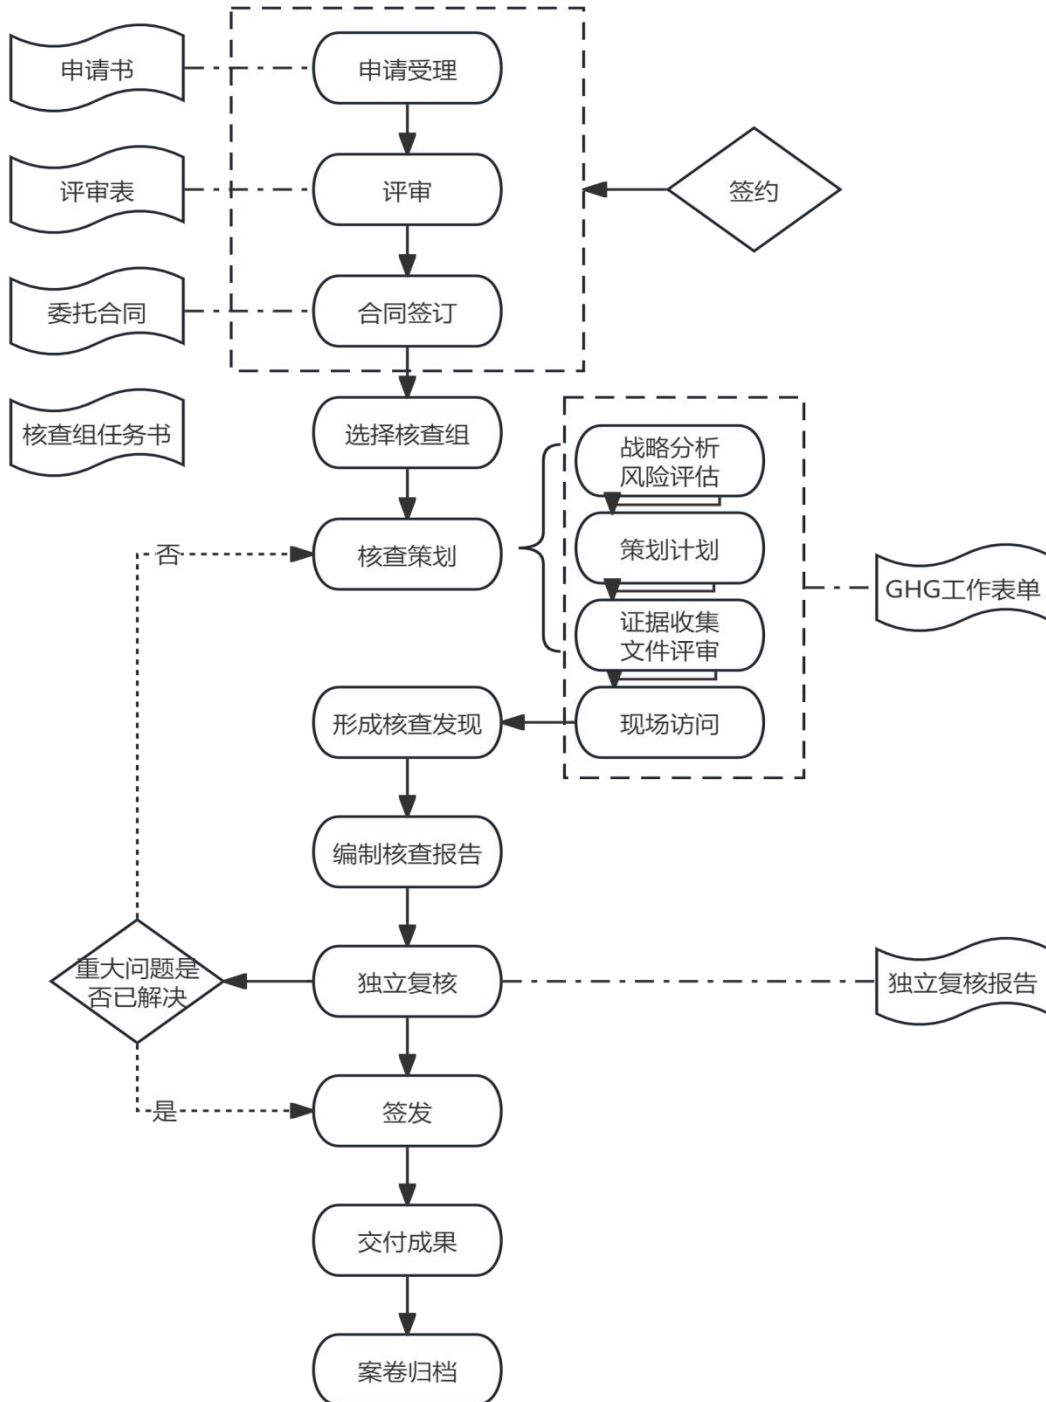 申请书
申请受理
评审表
评审
签约
委托合同
合同签订
核查组任务书
选择核查组
战略分析
风险评估
否
核查策划
策划计划
GHG工作表单
证据收集
文件评审
形成核查发现
现场访问
编制核查报告
重大问题是
否已解决
独立复核
独立复核报告
是
签发
交付成果
案卷归档